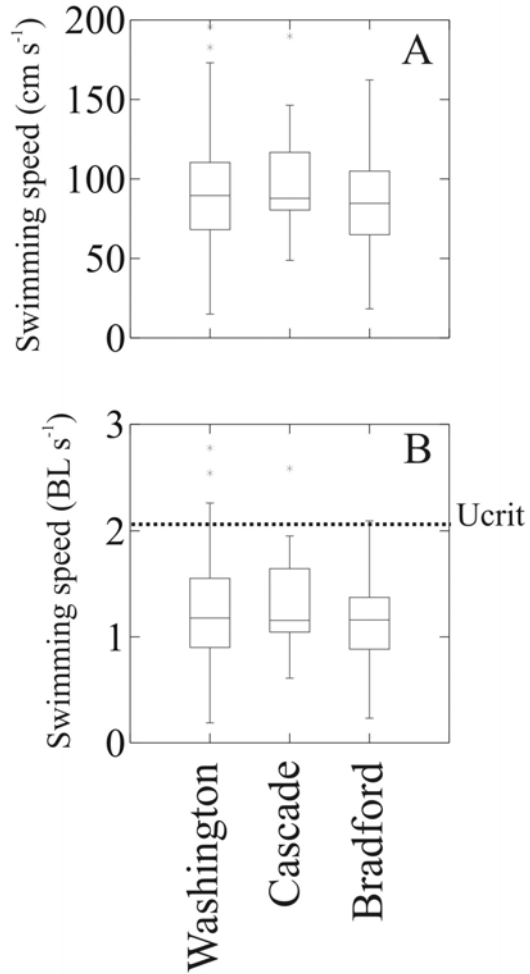 A
Swimming speed (cm s⁻¹)
200
150
100
50
0
B
Swimming speed (BL s⁻¹)
3
2
1
0
Ucrit
Washington
Cascade
Bradford